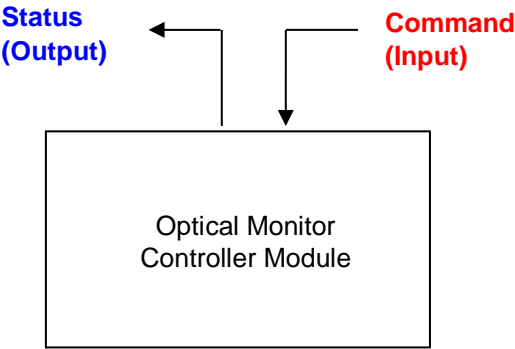 Status
(Output)
Command
(Input)
Optical Monitor
Controller Module